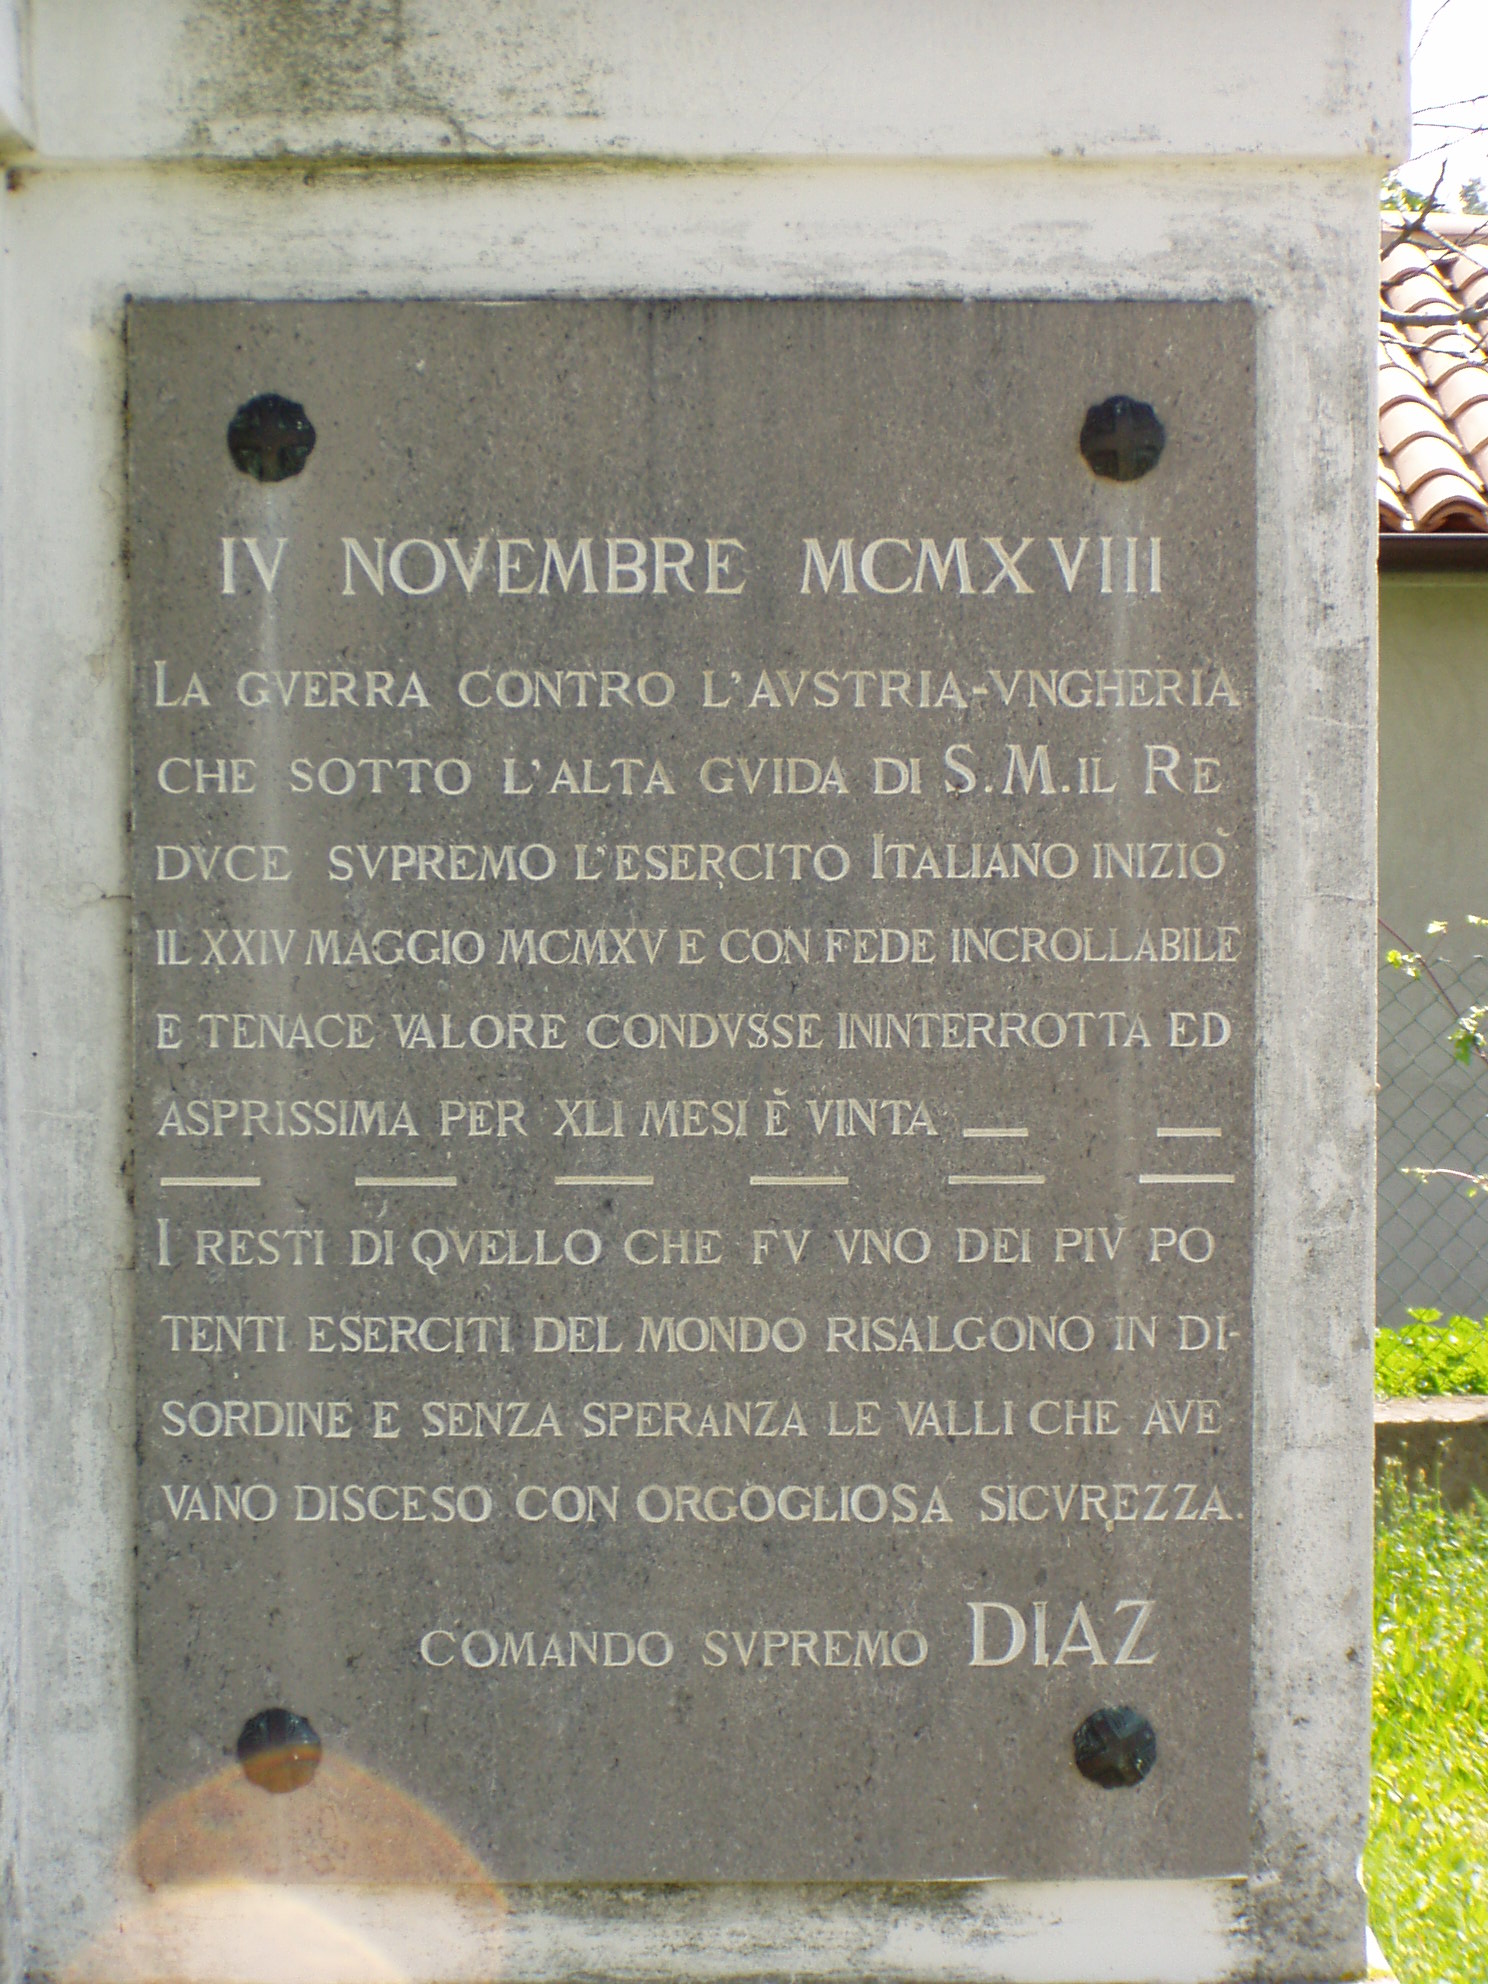 IV NOVEMBRE MCMXVIII
LA GVERRA CONTRO L'AVSTRIA-VNGHERIA
CHE SOTTO L'ALTA GVIDA DI S.M.IL RE
DVCE SVPREMO L'ESERCITO ITALIANO INIZIÒ
IL XXIV MAGGIO MCMXV E CON FEDE INCROLLABILE
E TENACE VALORE CONDVSSE ININTERROTTA ED
ASPRISSIMA PER XLI MESI È VINTA _ _
_ _ _ _ _ _
I RESTI DI QVELLO CHE FV VNO DEI PIV̀ PO
TENTI ESERCITI DEL MONDO RISALGONO IN DI-
SORDINE E SENZA SPERANZA LE VALLI CHE AVE
VANO DISCESO CON ORGOGLIOSA SICVREZZA.
COMANDO SVPREMO DIAZ